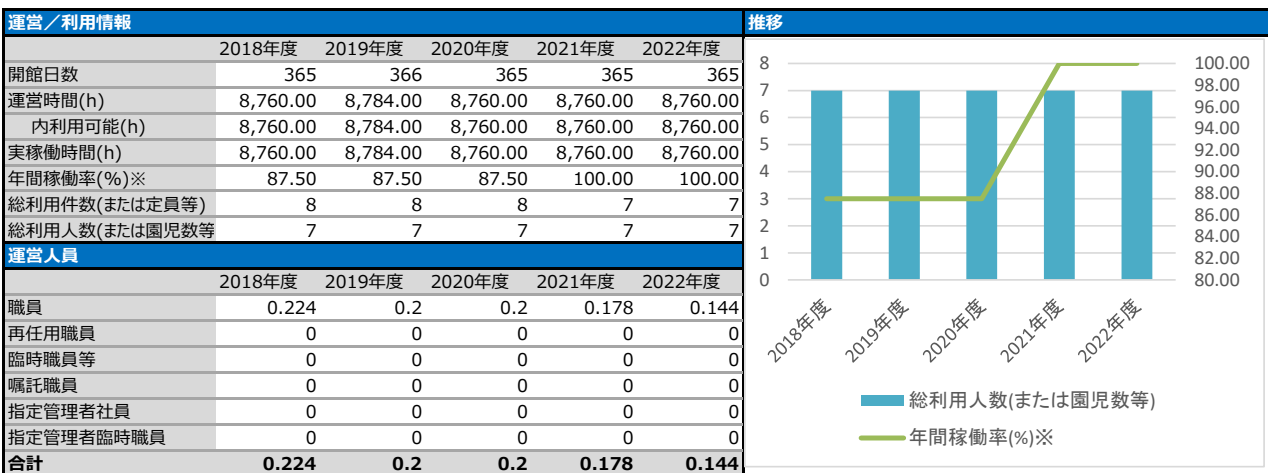 運営／利用情報
2018年度 2019年度 2020年度 2021年度 2022年度
開館日数 365 366 365 365 365
運営時間(h) 8,760.00 8,784.00 8,760.00 8,760.00 8,760.00
内利用可能(h) 8,760.00 8,784.00 8,760.00 8,760.00 8,760.00
実稼働時間(h) 8,760.00 8,784.00 8,760.00 8,760.00 8,760.00
年間稼働率(%)※ 87.50 87.50 87.50 100.00 100.00
総利用件数(または定員等) 8 8 8 7 7
総利用人数(または園児数等 7 7 7 7 7
運営人員
2018年度 2019年度 2020年度 2021年度 2022年度
職員 0.224 0.2 0.2 0.178 0.144
再任用職員 0 0 0 0 0
臨時職員等 0 0 0 0 0
嘱託職員 0 0 0 0 0
指定管理者社員 0 0 0 0 0
指定管理者臨時職員 0 0 0 0 0
合計 0.224 0.2 0.2 0.178 0.144
推移
8 100.00
7 98.00
6 96.00
5 94.00
4 92.00
3 90.00
2 88.00
1 86.00
0 84.00
82.00
80.00
2018年度 2019年度 2020年度 2021年度 2022年度
総利用人数(または園児数等)
年間稼働率(%)※